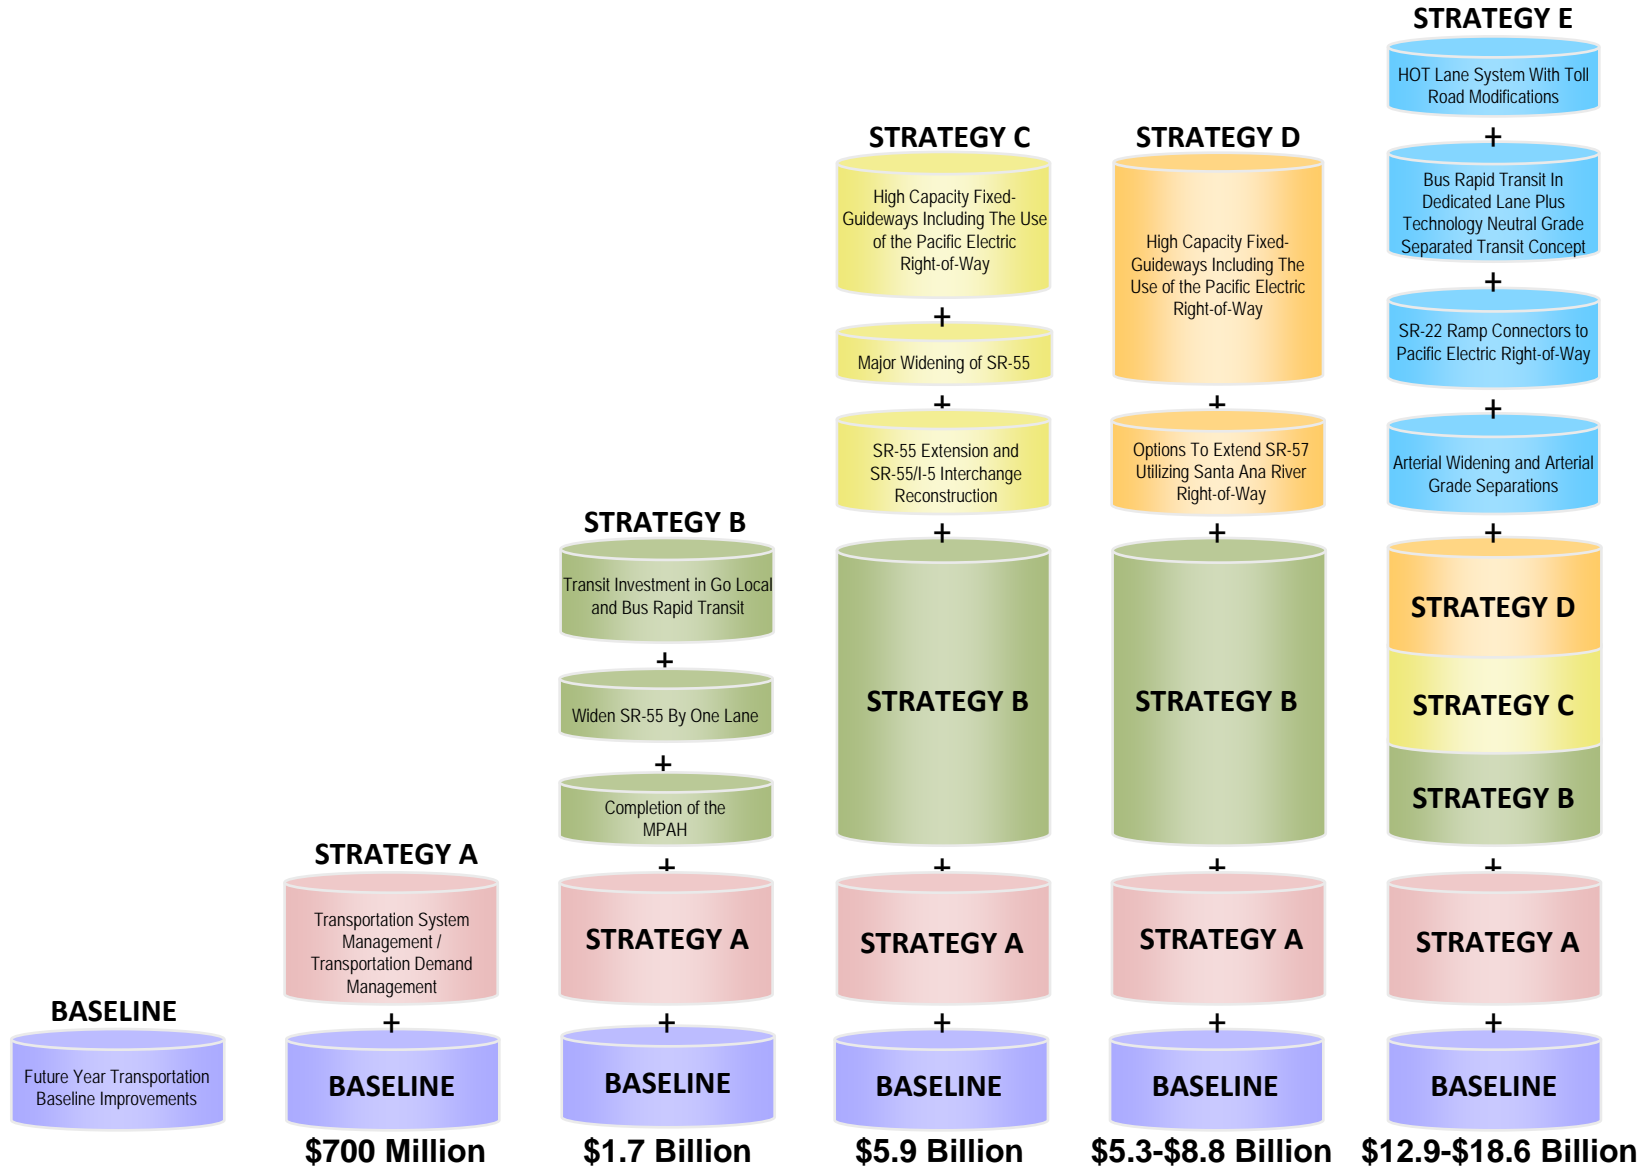 BASELINE
Future Year Transportation
Baseline Improvements
STRATEGY A
Transportation System
Management /
Transportation Demand
Management
+
BASELINE
$700 Million
STRATEGY B
Transit Investment in Go Local
and Bus Rapid Transit
+
Widen SR-55 By One Lane
+
Completion of the
MPAH
+
STRATEGY A
+
BASELINE
$1.7 Billion
STRATEGY C
High Capacity Fixed-
Guideways Including The Use
of the Pacific Electric
Right-of-Way
+
Major Widening of SR-55
+
SR-55 Extension and
SR-55/I-5 Interchange
Reconstruction
+
STRATEGY B
+
STRATEGY A
+
BASELINE
$5.9 Billion
STRATEGY D
High Capacity Fixed-
Guideways Including The
Use of the Pacific Electric
Right-of-Way
+
Options To Extend SR-57
Utilizing Santa Ana River
Right-of-Way
+
STRATEGY B
+
STRATEGY A
+
BASELINE
$5.3-$8.8 Billion
STRATEGY E
HOT Lane System With Toll
Road Modifications
+
Bus Rapid Transit In
Dedicated Lane Plus
Technology Neutral Grade
Separated Transit Concept
+
SR-22 Ramp Connectors to
Pacific Electric Right-of-Way
+
Arterial Widening and Arterial
Grade Separations
+
STRATEGY D
STRATEGY C
STRATEGY B
+
STRATEGY A
+
BASELINE
$12.9-$18.6 Billion